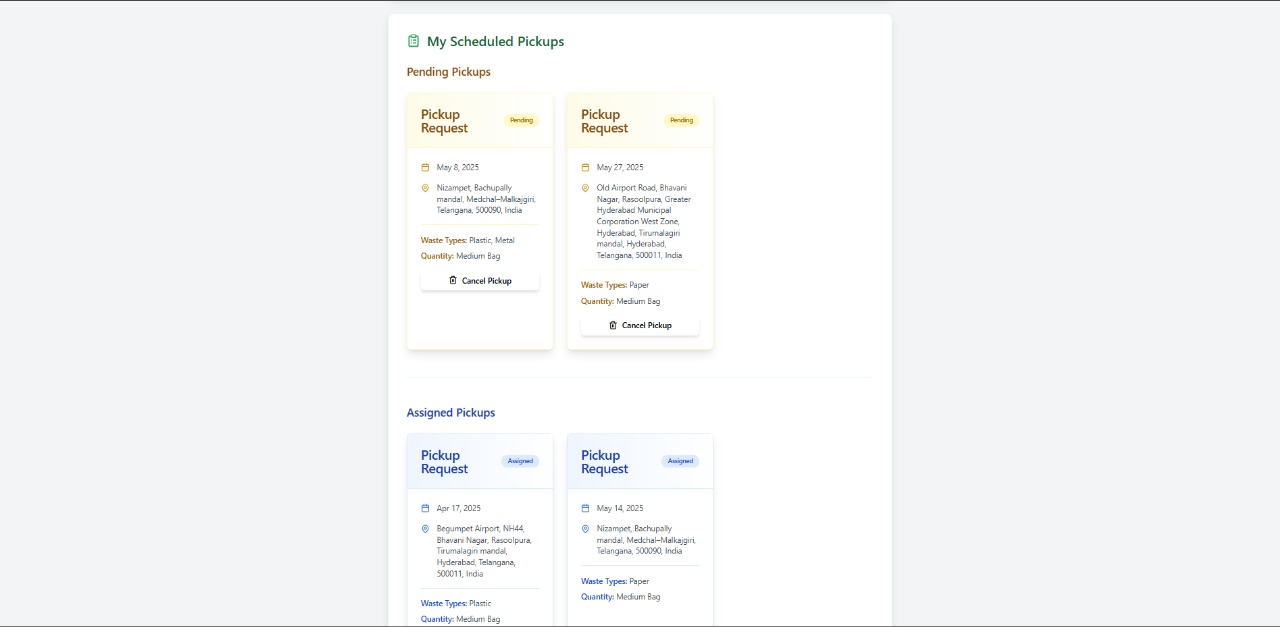 My Scheduled Pickups
Pending Pickups
Pickup
Request
Pending
May 8, 2025
Nizampet, Bachupally
mandal, Medchal–Malkajgiri,
Telangana, 500090, India
Waste Types: Plastic, Metal
Quantity: Medium Bag
Cancel Pickup
Pickup
Request
Pending
May 27, 2025
Old Airport Road, Bhavani
Nagar, Rasoolpura, Greater
Hyderabad Municipal
Corporation West Zone,
Hyderabad, Tirumalagiri
mandal, Hyderabad,
Telangana, 500011, India
Waste Types: Paper
Quantity: Medium Bag
Cancel Pickup
Assigned Pickups
Pickup
Request
Assigned
Apr 17, 2025
Begumpet Airport, NH44,
Bhavani Nagar, Rasoolpura,
Tirumalagiri mandal,
Hyderabad, Telangana,
500011, India
Waste Types: Plastic
Quantity: Medium Bag
Pickup
Request
Assigned
May 14, 2025
Nizampet, Bachupally
mandal, Medchal–Malkajgiri,
Telangana, 500090, India
Waste Types: Paper
Quantity: Medium Bag